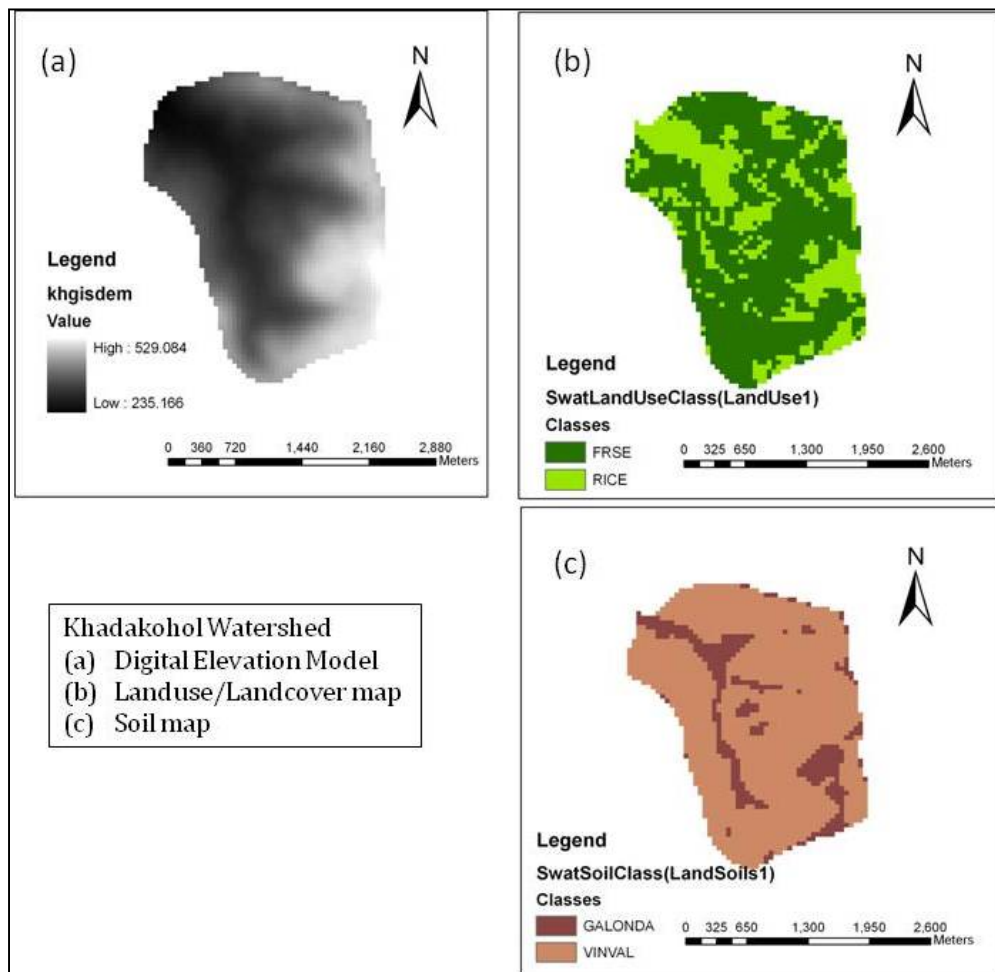 (a)
N
Legend
khgisdem
Value
High : 529.084
Low : 235.166
0 360 720 1,440 2,160 2,880
Meters
(b)
N
Legend
SwatLandUseClass(LandUse1)
Classes
FRSE
RICE
0 325 650 1,300 1,950 2,600
Meters
Khadakohol Watershed
(a) Digital Elevation Model
(b) Landuse/Landcover map
(c) Soil map
(c)
N
Legend
SwatSoilClass(LandSoils1)
Classes
GALONDA
VINVAL
0 325 650 1,300 1,950 2,600
Meters